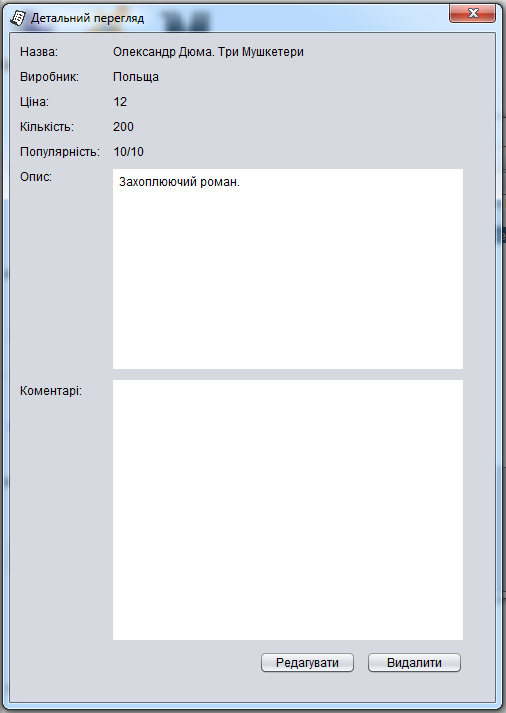 Детальний перегляд
Назва: Олександр Дюма. Три Мушкетери
Виробник: Польща
Ціна: 12
Кількість: 200
Популярність: 10/10
Опис: Захоплюючий роман.
Коментарі:
Редагувати Видалити